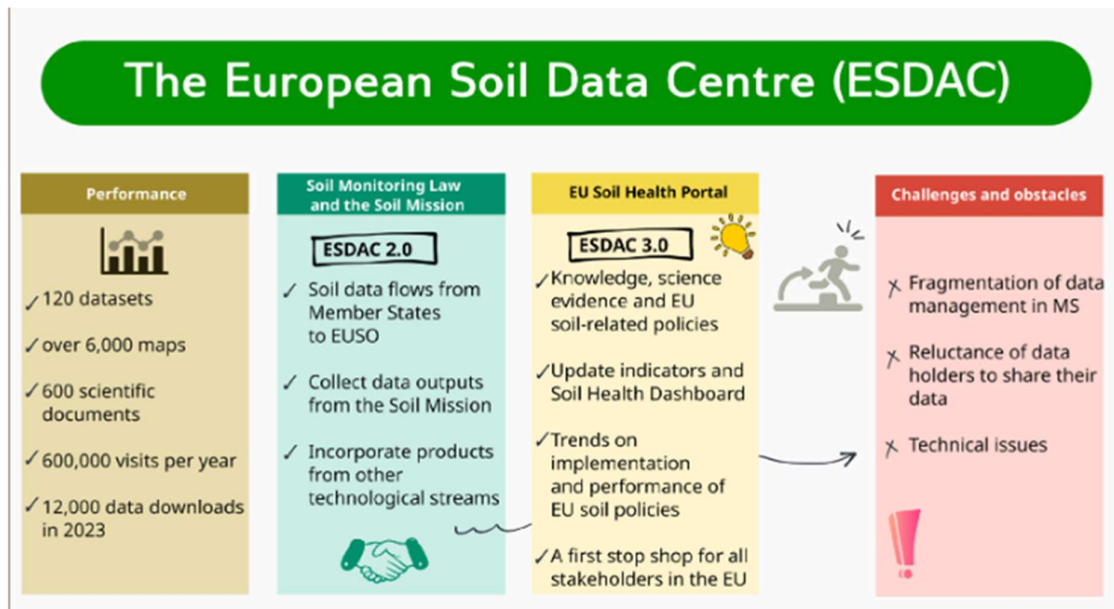 The European Soil Data Centre (ESDAC)
Performance
120 datasets
over 6,000 maps
600 scientific
documents
600,000 visits per year
12,000 data downloads
in 2023
Soil Monitoring Law
and the Soil Mission
ESDAC 2.0
Soil data flows from
Member States
to EUSO
Collect data outputs
from the Soil Mission
Incorporate products
from other
technological streams
EU Soil Health Portal
ESDAC 3.0
Knowledge, science
evidence and EU
soil-related policies
Update indicators and
Soil Health Dashboard
Trends on
implementation
and performance of
EU soil policies
A first stop shop for all
stakeholders in the EU
Challenges and obstacles
Fragmentation of data
management in MS
Reluctance of data
holders to share their
data
Technical issues